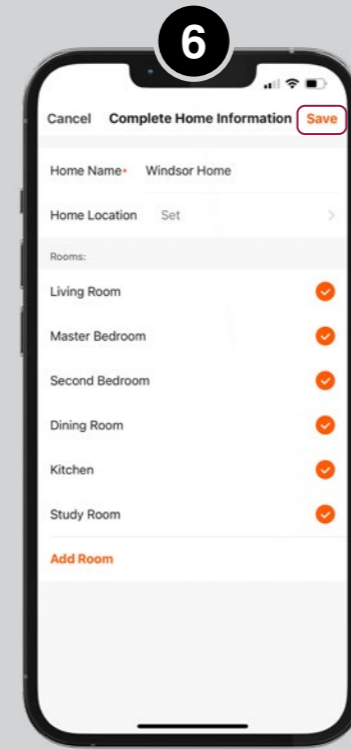 6
Cancel Complete Home Information Save
Home Name• Windsor Home
Home Location Set
Rooms:
Living Room
Master Bedroom
Second Bedroom
Dining Room
Kitchen
Study Room
Add Room